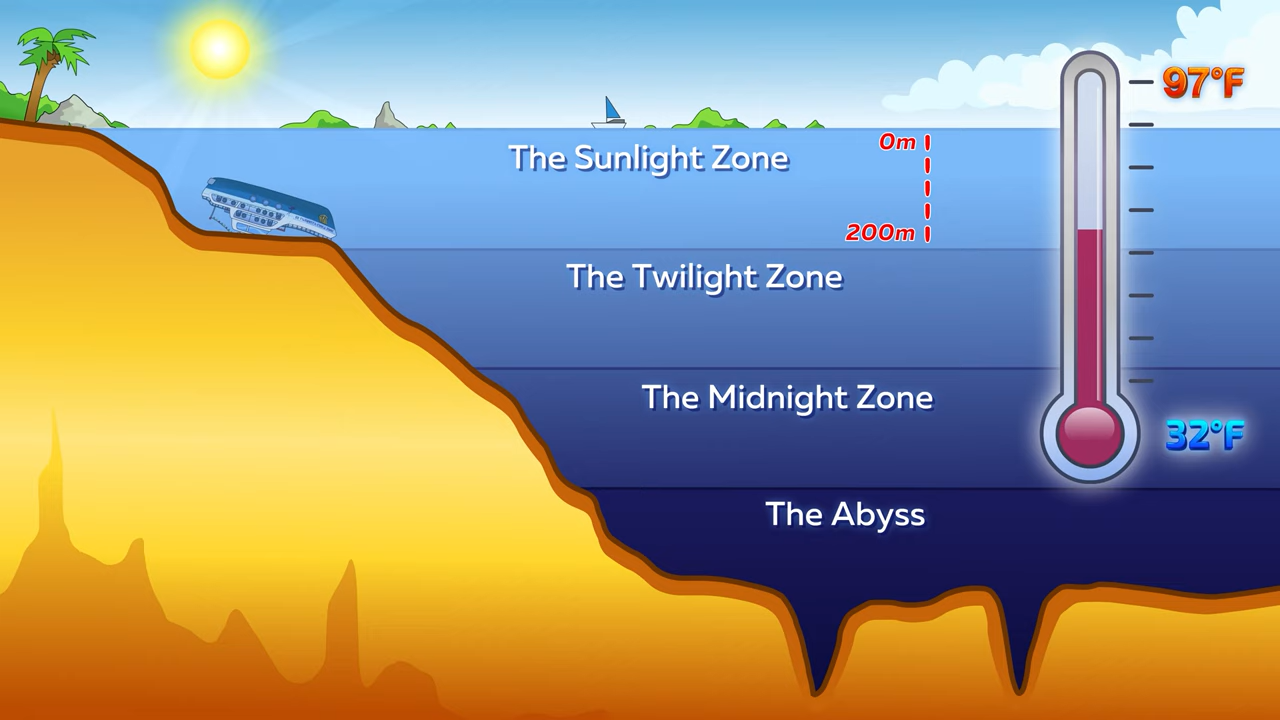 97°F
The Sunlight Zone
0m
200m
The Twilight Zone
The Midnight Zone
32°F
The Abyss